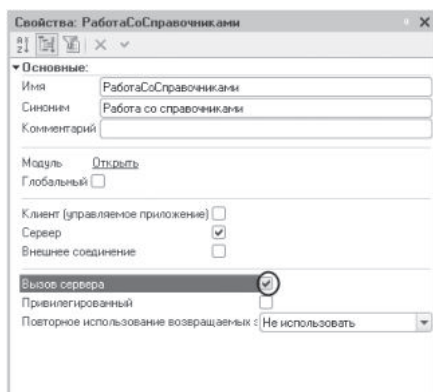 Свойства: РаботаСоСправочниками
Основные:
Имя РаботаСоСправочниками
Синоним Работа со справочниками
Комментарий
Модуль Открыть
Глобальный
Клиент (управляемое приложение)
Сервер
Внешнее соединение
Вызов сервера
Привилегированный
Повторное использование возвращаемых Не использовать